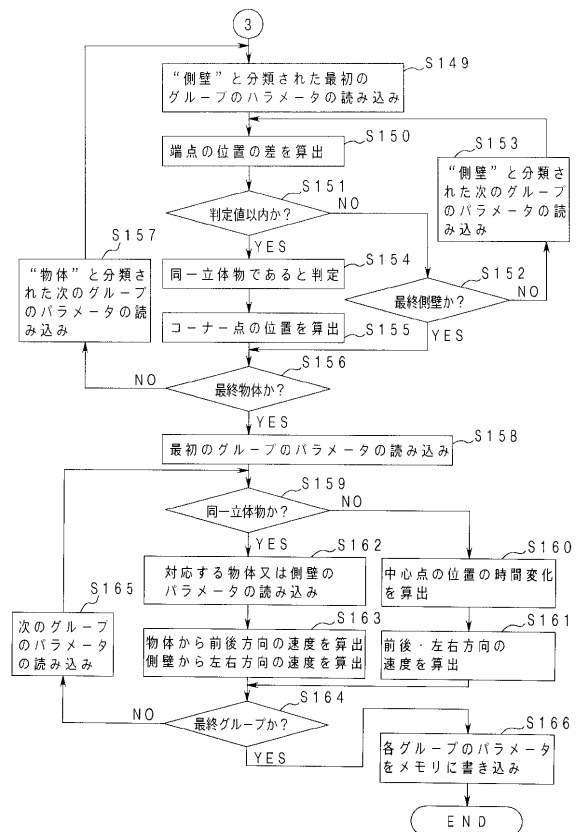 3
S149
“側壁”と分類された最初の
グループのパラメータの読み込み
S150
端点の位置の差を算出
S153
“側壁”と分類
された次のグルー
プのパラメータの読
み込み
S151
判定値以内か?
NO
YES
S157
“物体”と分類さ
れた次のグループ
のパラメータの読
み込み
S154
同一立体物であると判定
S152
最終側壁か?
NO
YES
コーナー点の位置を算出
S155
S156
最終物体か?
NO
YES
S158
最初のグループのパラメータの読み込み
S159
同一立体物か?
NO
YES
S162
対応する物体又は側壁の
パラメータの読み込み
S160
中心点の位置の時間変化
を算出
S165
次のグループ
のパラメータ
の読み込み
S163
物体から前後方向の速度を算出
側壁から左右方向の速度を算出
S161
前後・左右方向の
速度を算出
S164
最終グループか?
NO
YES
S166
各グループのパラメータ
をメモリに書き込み
END